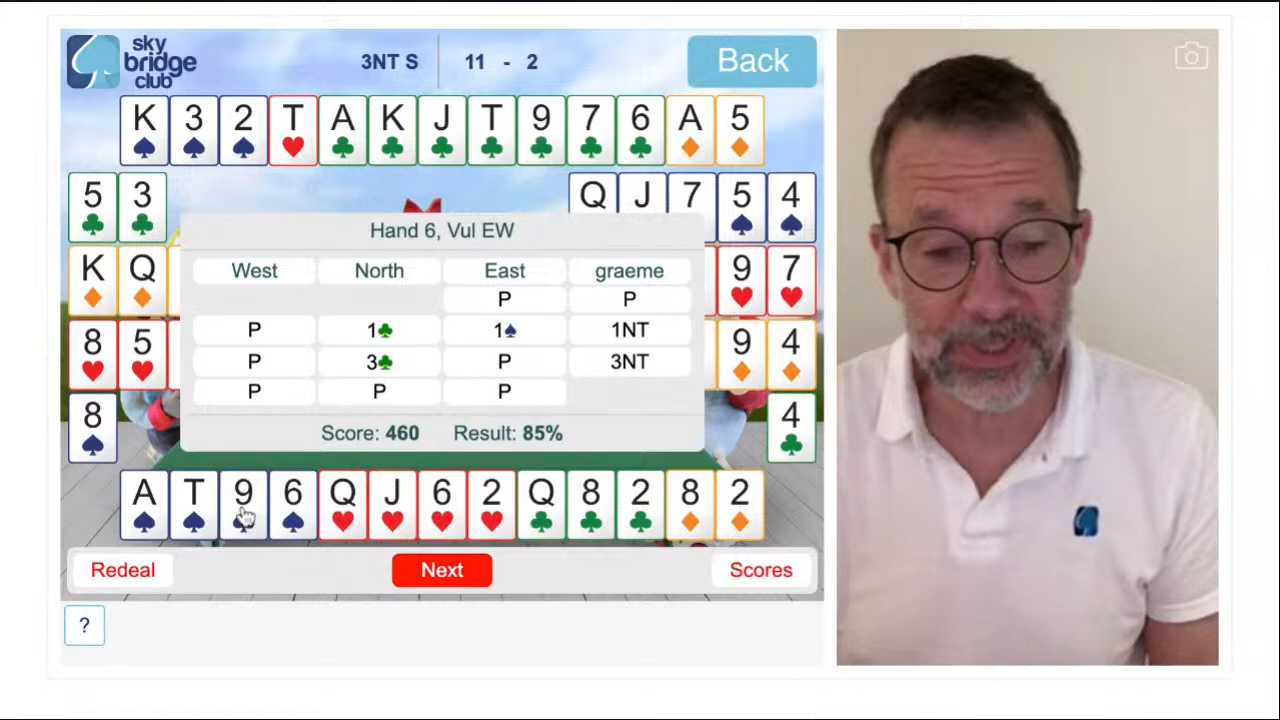 sky
bridge
club
3NT S 11 - 2
Back
K 3 2 T A K J T 9 7 6 A 5
5 3 Q J 7 5 4
Hand 6, Vul EW
K Q 9 7
West North East graeme
P P
P 1♣ 1♠ 1NT
8 5 9 4
P 3♣ P 3NT
P P P
8 4
Score: 460 Result: 85%
A T 9 6 Q J 6 2 Q 8 2 8 2
Redeal Next Scores
?